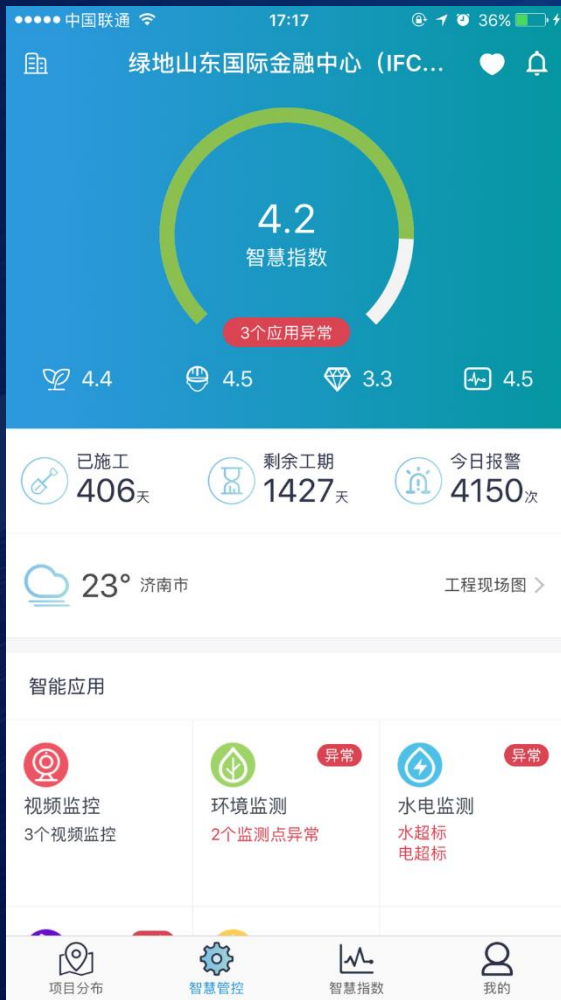 中国联通 17:17 36%
绿地山东国际金融中心（IFC...
4.2
智慧指数
3个应用异常
4.4 4.5 3.3 4.5
已施工 剩余工期 今日报警
406天 1427天 4150次
23° 济南市 工程现场图
智能应用
异常 异常
视频监控 环境监测 水电监测
3个视频监控 2个监测点异常 水超标
电超标
项目分布 智慧管控 智慧指数 我的